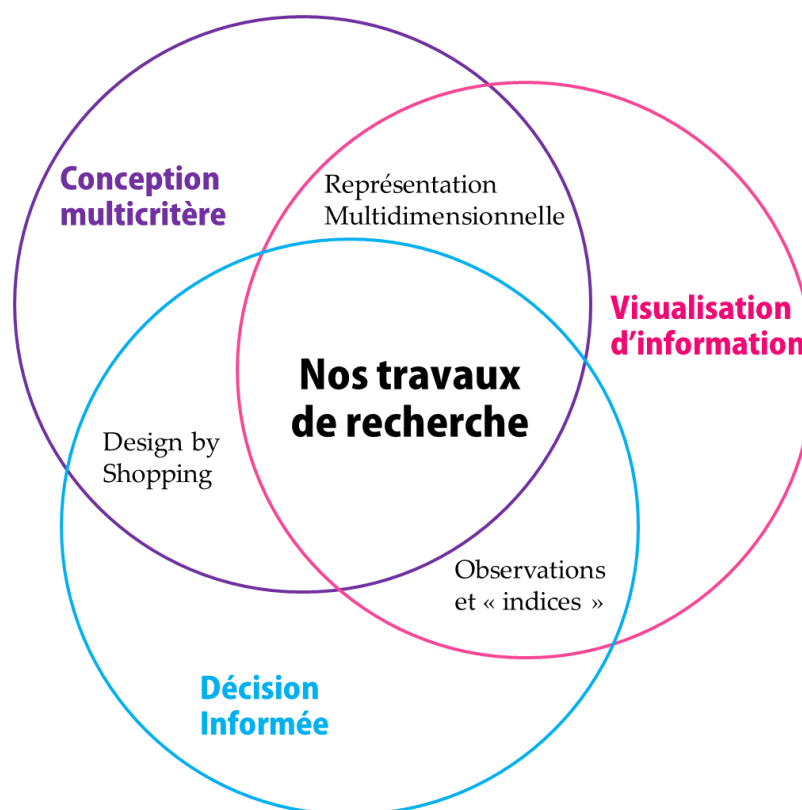 Conception
multicritère
Représentation
Multidimensionnelle
Visualisation
d’information
Nos travaux
de recherche
Design by
Shopping
Observations
et « indices »
Décision
Informée